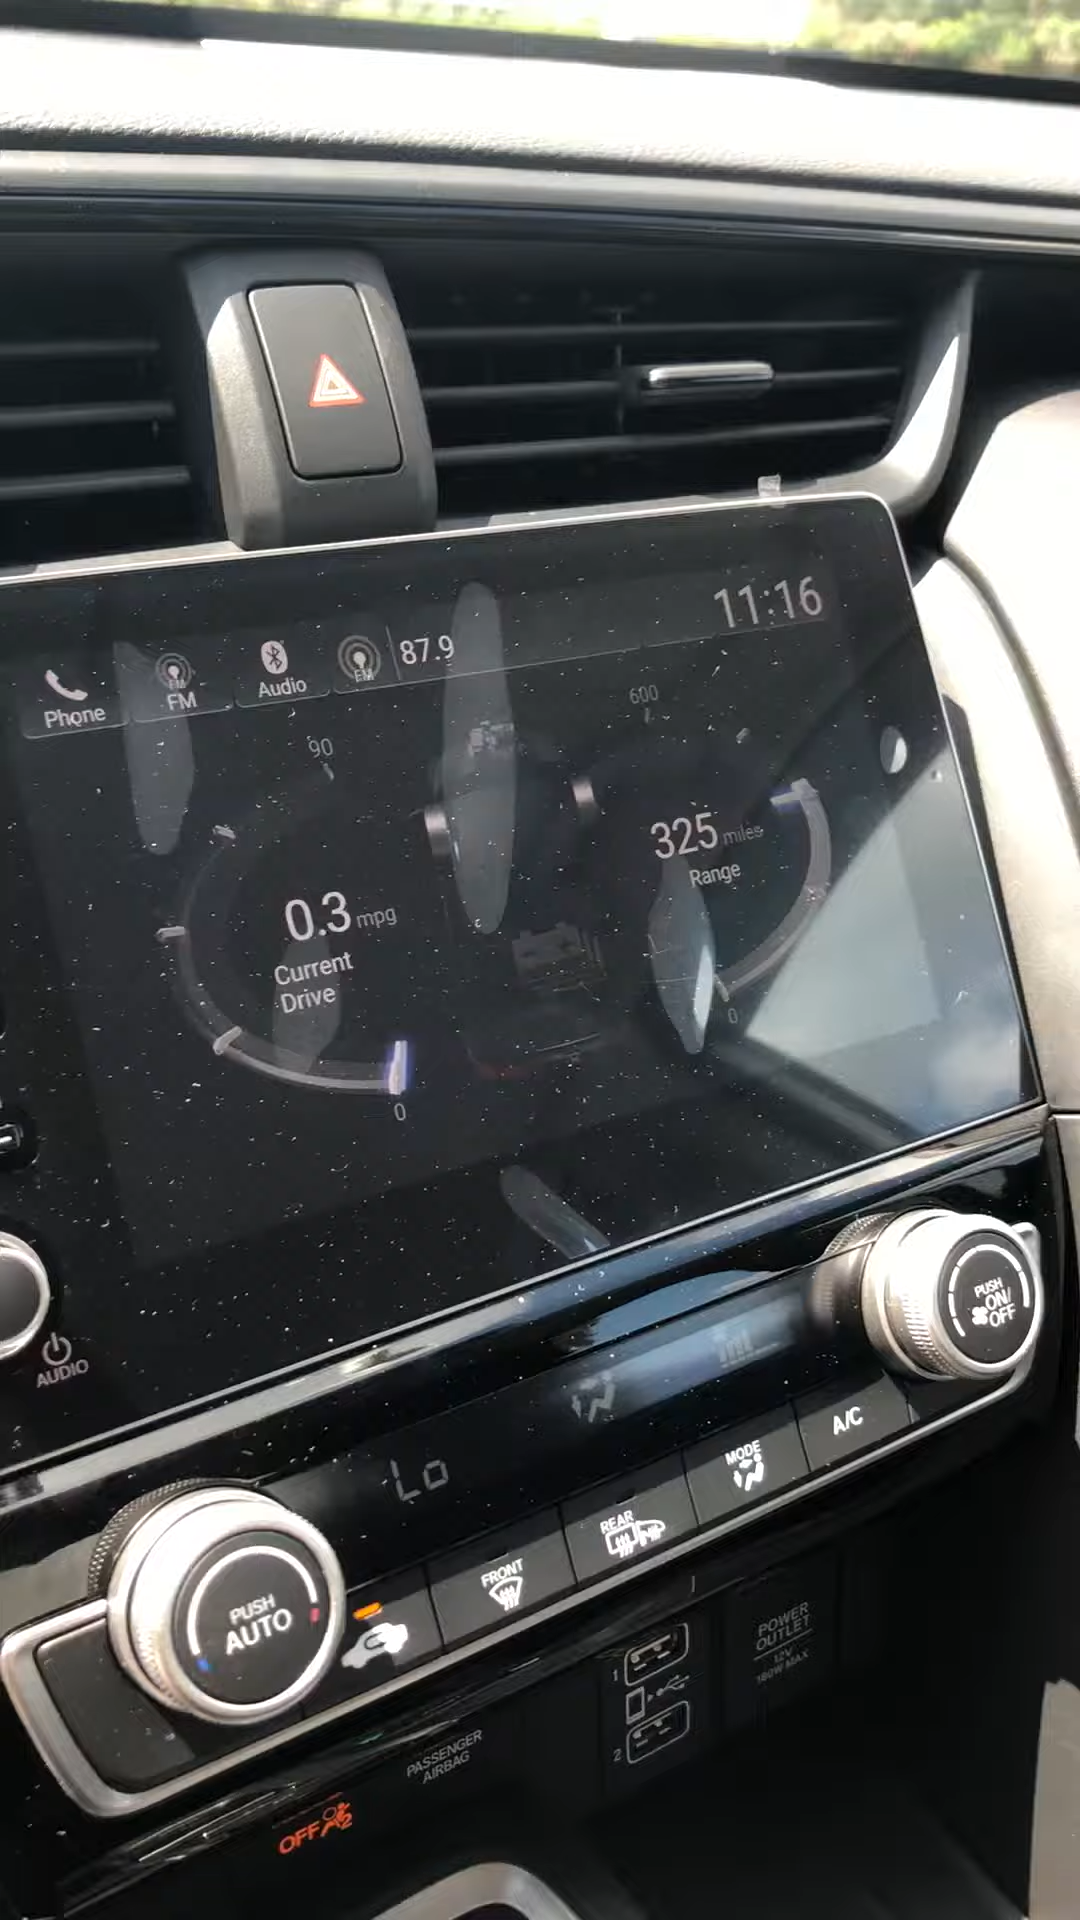 11:16
Phone
FM
FM
Audio
FM
87.9
90
600
0.3 mpg
Current
Drive
0
325 miles
Range
0
AUDIO
PUSH
ON/
OFF
Lo
A/C
MODE
REAR
FRONT
PUSH
AUTO
1
2
POWER
OUTLET
12V
180W MAX
PASSENGER
AIRBAG
OFF
2